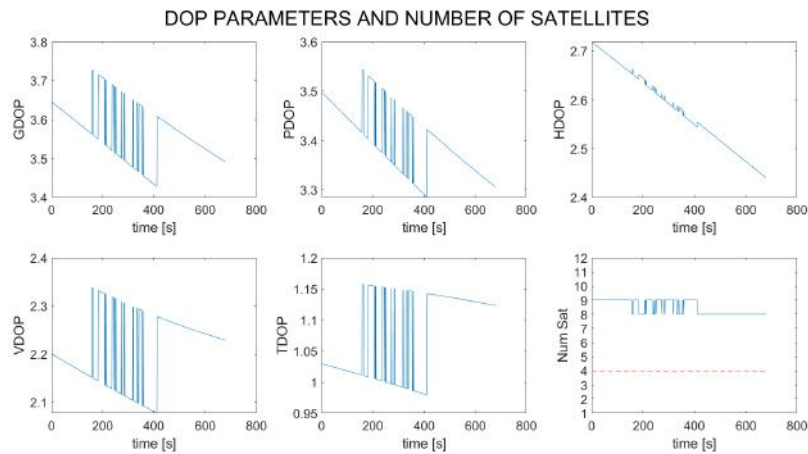 DOP PARAMETERS AND NUMBER OF SATELLITES
3.8
3.7
3.6
3.5
3.4
GDOP
0 200 400 600 800
time [s]
3.6
3.5
3.4
3.3
PDOP
0 200 400 600 800
time [s]
2.7
2.6
2.5
2.4
HDOP
0 200 400 600 800
time [s]
2.4
2.3
2.2
2.1
VDOP
0 200 400 600 800
time [s]
1.2
1.15
1.1
1.05
1
0.95
TDOP
0 200 400 600 800
time [s]
12
11
10
9
8
7
6
5
4
3
2
1
Num Sat
0 200 400 600 800
time [s]